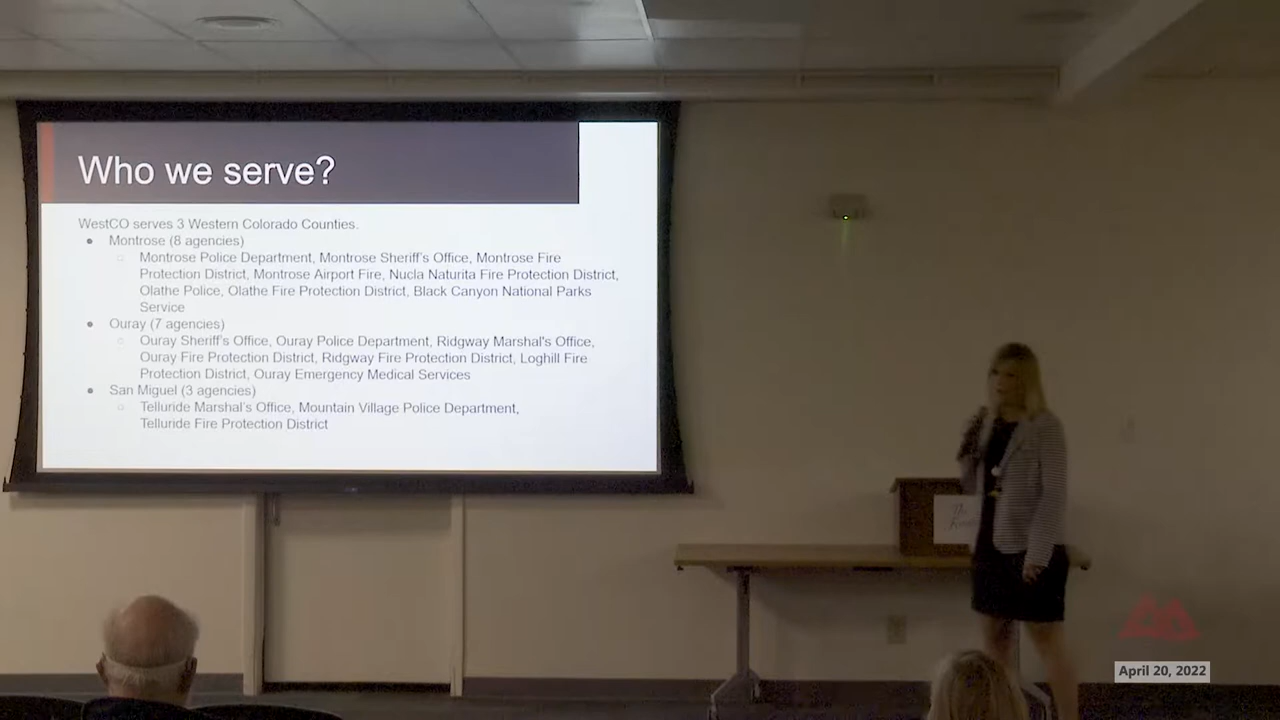 Who we serve?
WestCO serves 3 Western Colorado Counties.
● Montrose (8 agencies)
○ Montrose Police Department, Montrose Sheriff's Office, Montrose Fire
Protection District, Montrose Airport Fire, Nucla Naturita Fire Protection District,
Olathe Police, Olathe Fire Protection District, Black Canyon National Parks
Service
● Ouray (7 agencies)
○ Ouray Sheriff's Office, Ouray Police Department, Ridgway Marshal's Office,
Ouray Fire Protection District, Ridgway Fire Protection District, Loghill Fire
Protection District, Ouray Emergency Medical Services
● San Miguel (3 agencies)
○ Telluride Marshal's Office, Mountain Village Police Department,
Telluride Fire Protection District
The
April 20, 2022